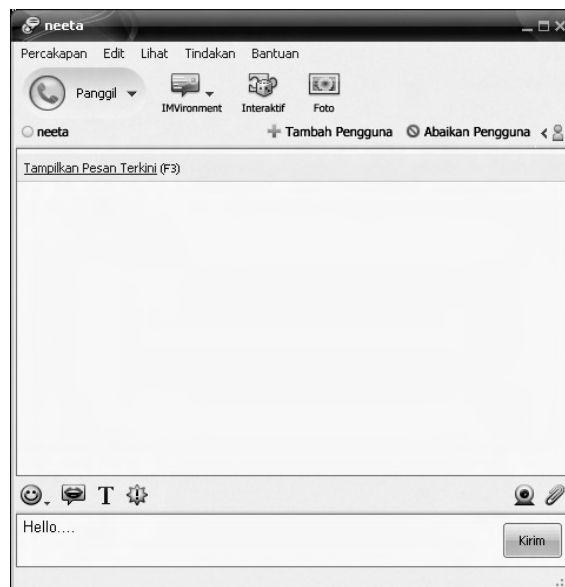 neeta
Percakapan Edit Lihat Tindakan Bantuan
Panggil IMVironment Interaktif Foto
neeta Tambah Pengguna Abaikan Pengguna
Tampilkan Pesan Terkini (F3)
T
Hello....
Kirim